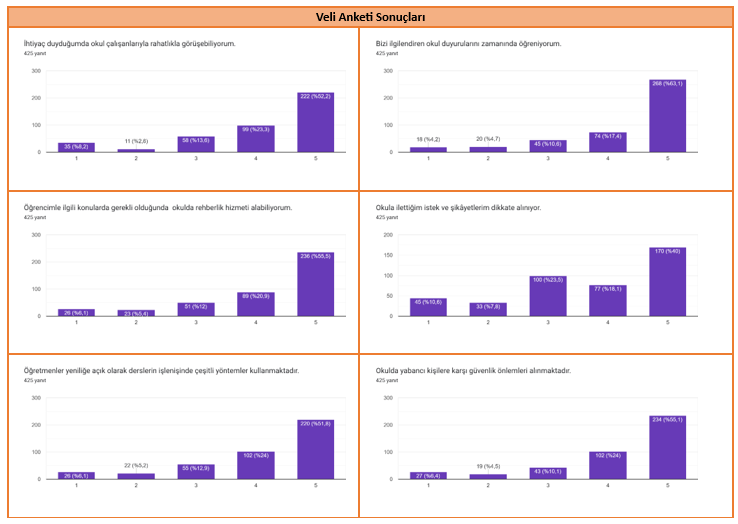 Veli Anketi Sonuçları
İhtiyaç duyduğumda okul çalışanlarıyla rahatlıkla görüşebiliyorum.
425 yanıt
300
200
100
0
35 (%8,2)
11 (%2,6)
58 (%13,6)
99 (%23,3)
222 (%52,2)
1 2 3 4 5
Bizi ilgilendiren okul duyurularını zamanında öğreniyorum.
425 yanıt
300
200
100
0
18 (%4,2)
20 (%4,7)
45 (%10,6)
74 (%17,4)
268 (%63,1)
1 2 3 4 5
Öğrencimle ilgili konularda gerekli olduğunda okulda rehberlik hizmeti alabiliyorum.
425 yanıt
300
200
100
0
26 (%6,1)
23 (%5,4)
51 (%12)
89 (%20,9)
236 (%55,5)
1 2 3 4 5
Okula ilettiğim istek ve şikâyetlerim dikkate alınıyor.
425 yanıt
200
150
100
50
0
45 (%10,6)
33 (%7,8)
100 (%23,5)
77 (%18,1)
170 (%40)
1 2 3 4 5
Öğretmenler yeniliğe açık olarak derslerin işlenişinde çeşitli yöntemler kullanmaktadır.
425 yanıt
300
200
100
0
26 (%6,1)
22 (%5,2)
55 (%12,9)
102 (%24)
220 (%51,8)
1 2 3 4 5
Okulda yabancı kişilere karşı güvenlik önlemleri alınmaktadır.
425 yanıt
300
200
100
0
27 (%6,4)
19 (%4,5)
43 (%10,1)
102 (%24)
234 (%55,1)
1 2 3 4 5